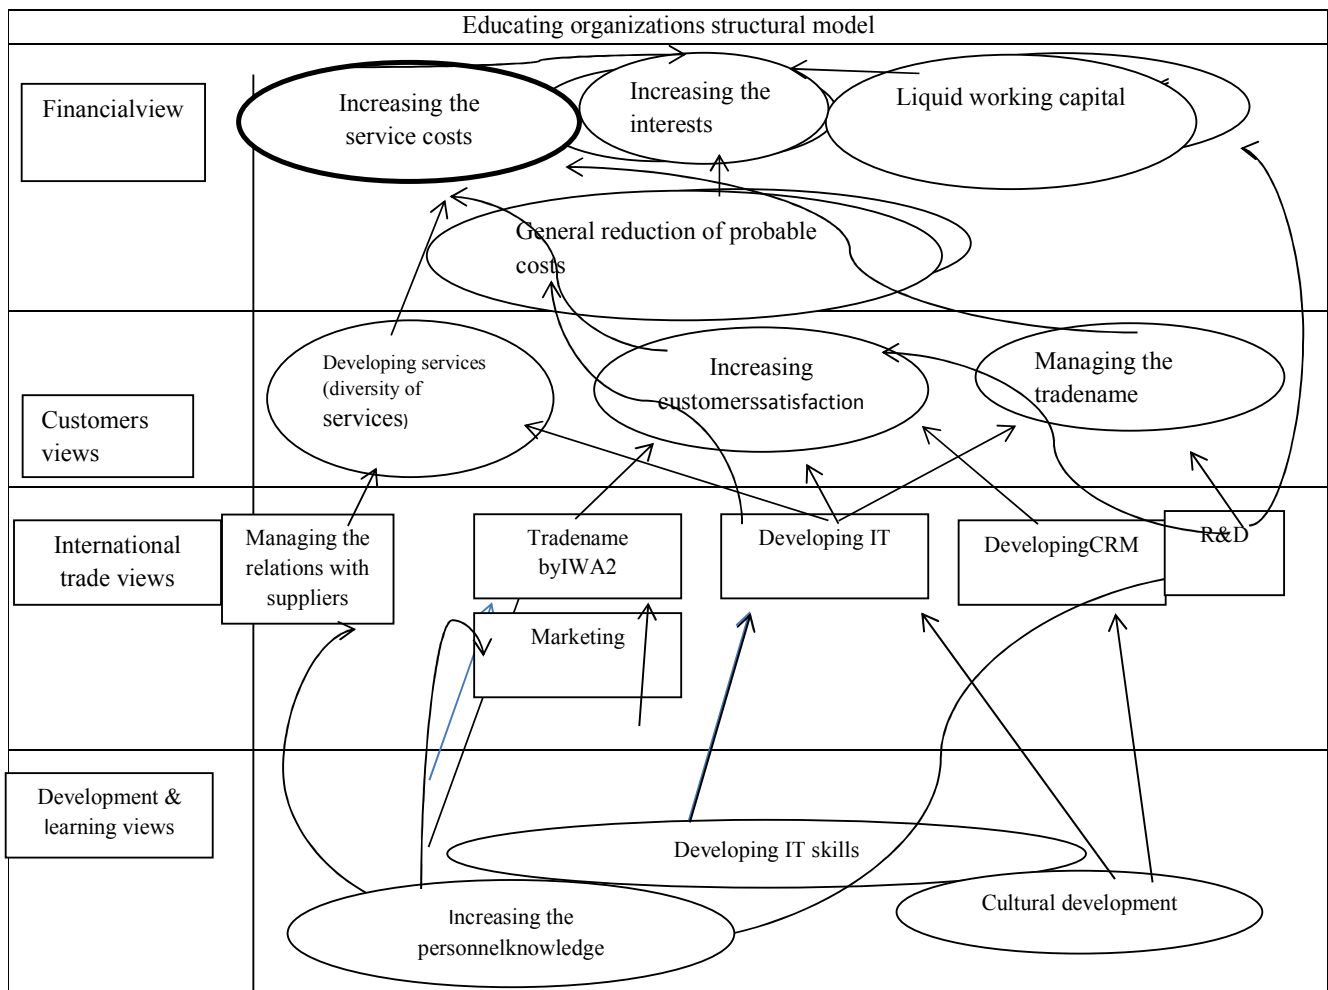 Educating organizations structural model
Financialview
Increasing the
service costs
Increasing the
interests
Liquid working capital
General reduction of probable
costs
Customers
views
Developing services
(diversity of
services)
Increasing
customerssatisfaction
Managing the
tradename
International
trade views
Managing the
relations with
suppliers
Tradename
byIWA2
Developing IT
DevelopingCRM
R&D
Marketing
Development &
learning views
Developing IT skills
Increasing the
personnelknowledge
Cultural development